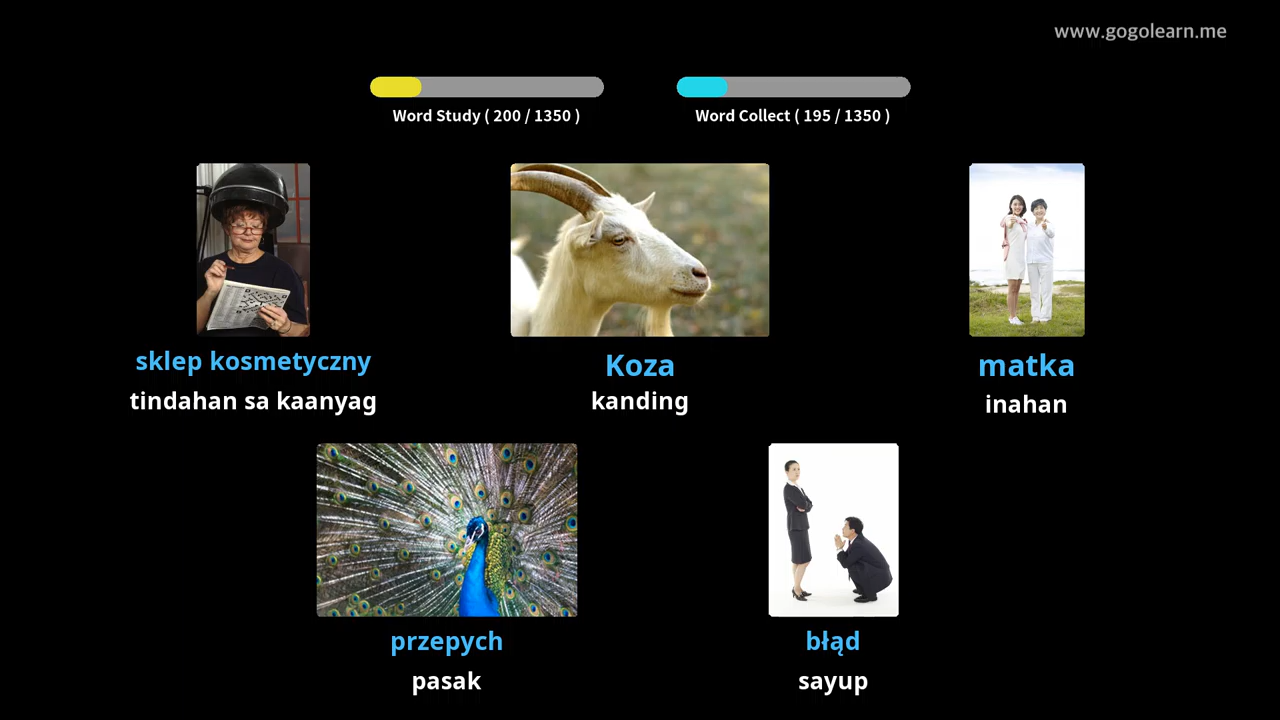 www.gogolearn.me
Word Study ( 200 / 1350 )
Word Collect ( 195 / 1350 )
sklep kosmetyczny
tindahan sa kaanyag
Koza
kanding
matka
inahan
przepych
pasak
błąd
sayup